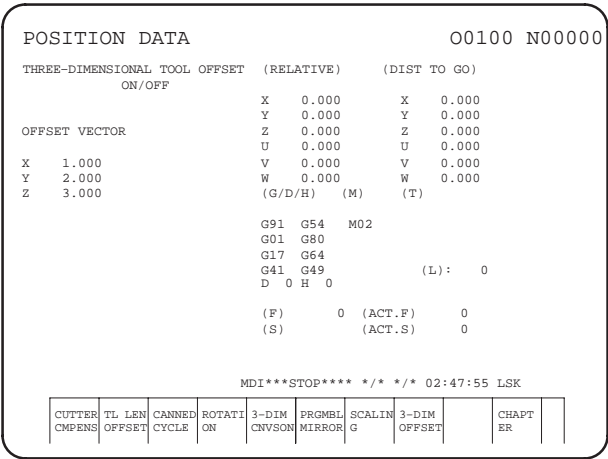 POSITION DATA O0100 N00000
THREE-DIMENSIONAL TOOL OFFSET (RELATIVE) (DIST TO GO)
ON/OFF
X 0.000 X 0.000
Y 0.000 Y 0.000
OFFSET VECTOR Z 0.000 Z 0.000
U 0.000 U 0.000
X 1.000 V 0.000 V 0.000
Y 2.000 W 0.000 W 0.000
Z 3.000 (G/D/H) (M) (T)
G91 G54 M02
G01 G80
G17 G64
G41 G49 (L): 0
D 0 H 0
(F) 0 (ACT.F) 0
(S) (ACT.S) 0
MDI***STOP**** */* */* 02:47:55 LSK
CUTTER TL LEN CANNED ROTATI 3-DIM PRGMBL SCALIN 3-DIM CHAPT
CMPENS OFFSET CYCLE ON CNVSON MIRROR G OFFSET ER